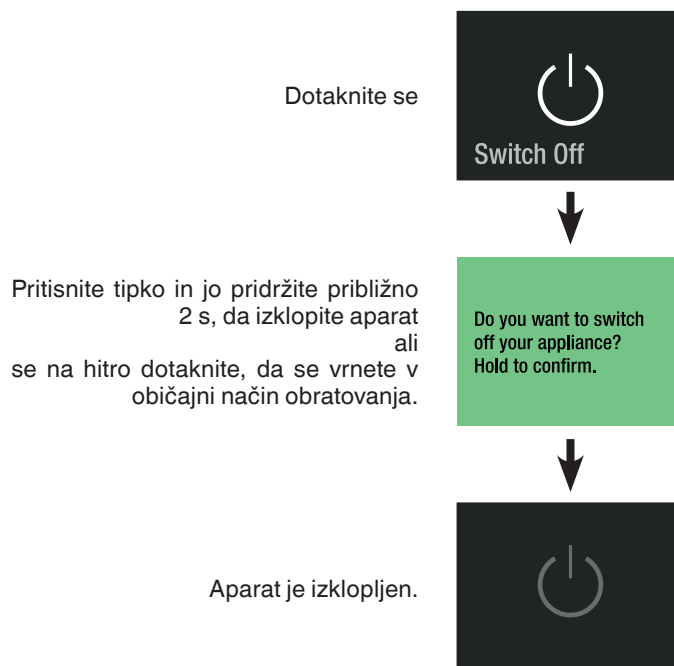 Dotaknite se
Switch Off
Pritisnite tipko in jo pridržite približno
2 s, da izklopite aparat
ali
se na hitro dotaknite, da se vrnete v
običajni način obratovanja.
Do you want to switch
off your appliance?
Hold to confirm.
Aparat je izklopljen.